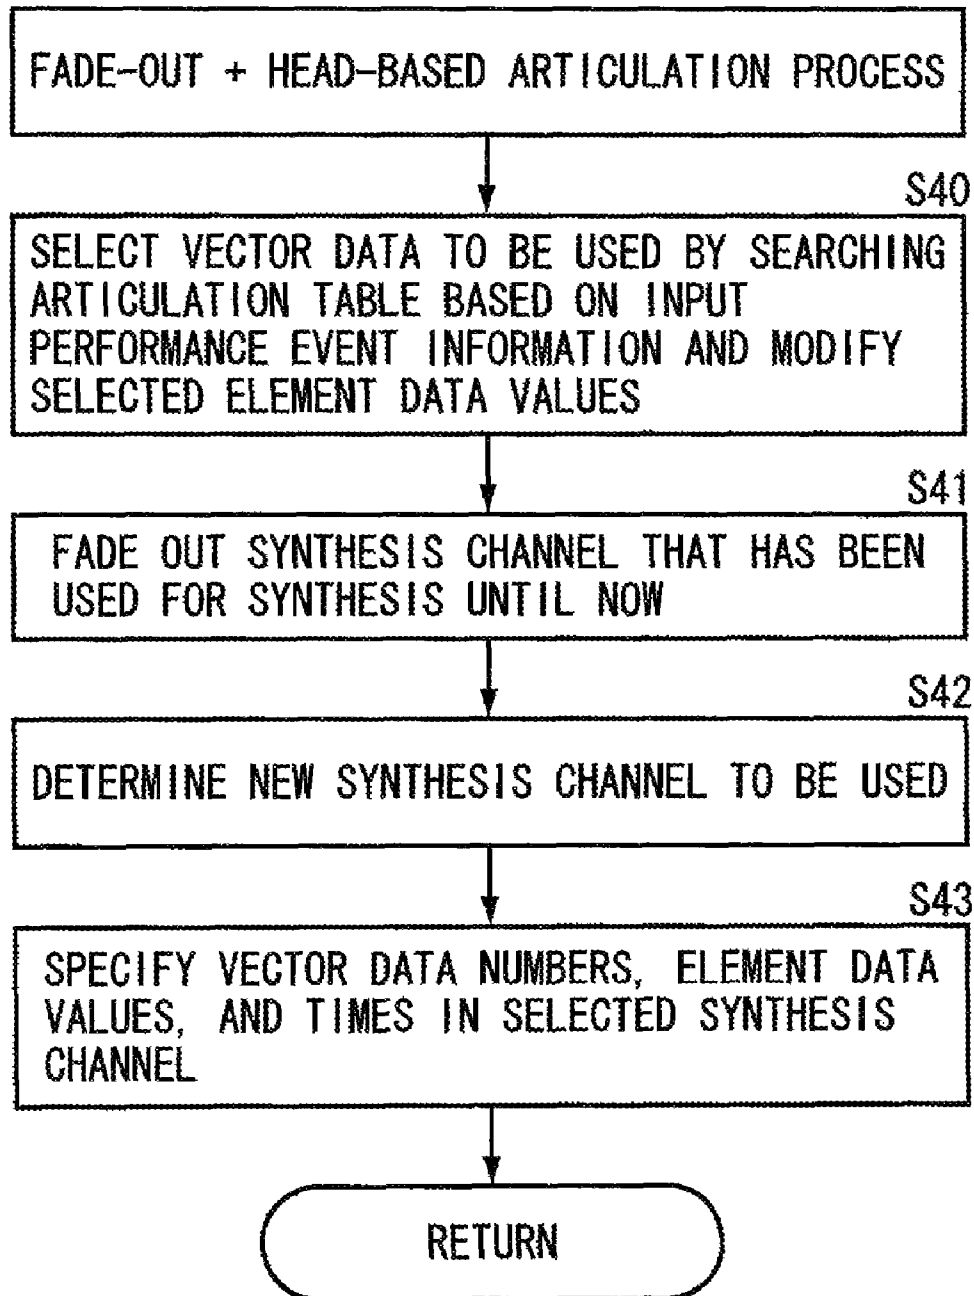 FADE-OUT + HEAD-BASED ARTICULATION PROCESS
S40
SELECT VECTOR DATA TO BE USED BY SEARCHING
ARTICULATION TABLE BASED ON INPUT
PERFORMANCE EVENT INFORMATION AND MODIFY
SELECTED ELEMENT DATA VALUES
S41
FADE OUT SYNTHESIS CHANNEL THAT HAS BEEN
USED FOR SYNTHESIS UNTIL NOW
S42
DETERMINE NEW SYNTHESIS CHANNEL TO BE USED
S43
SPECIFY VECTOR DATA NUMBERS, ELEMENT DATA
VALUES, AND TIMES IN SELECTED SYNTHESIS
CHANNEL
RETURN